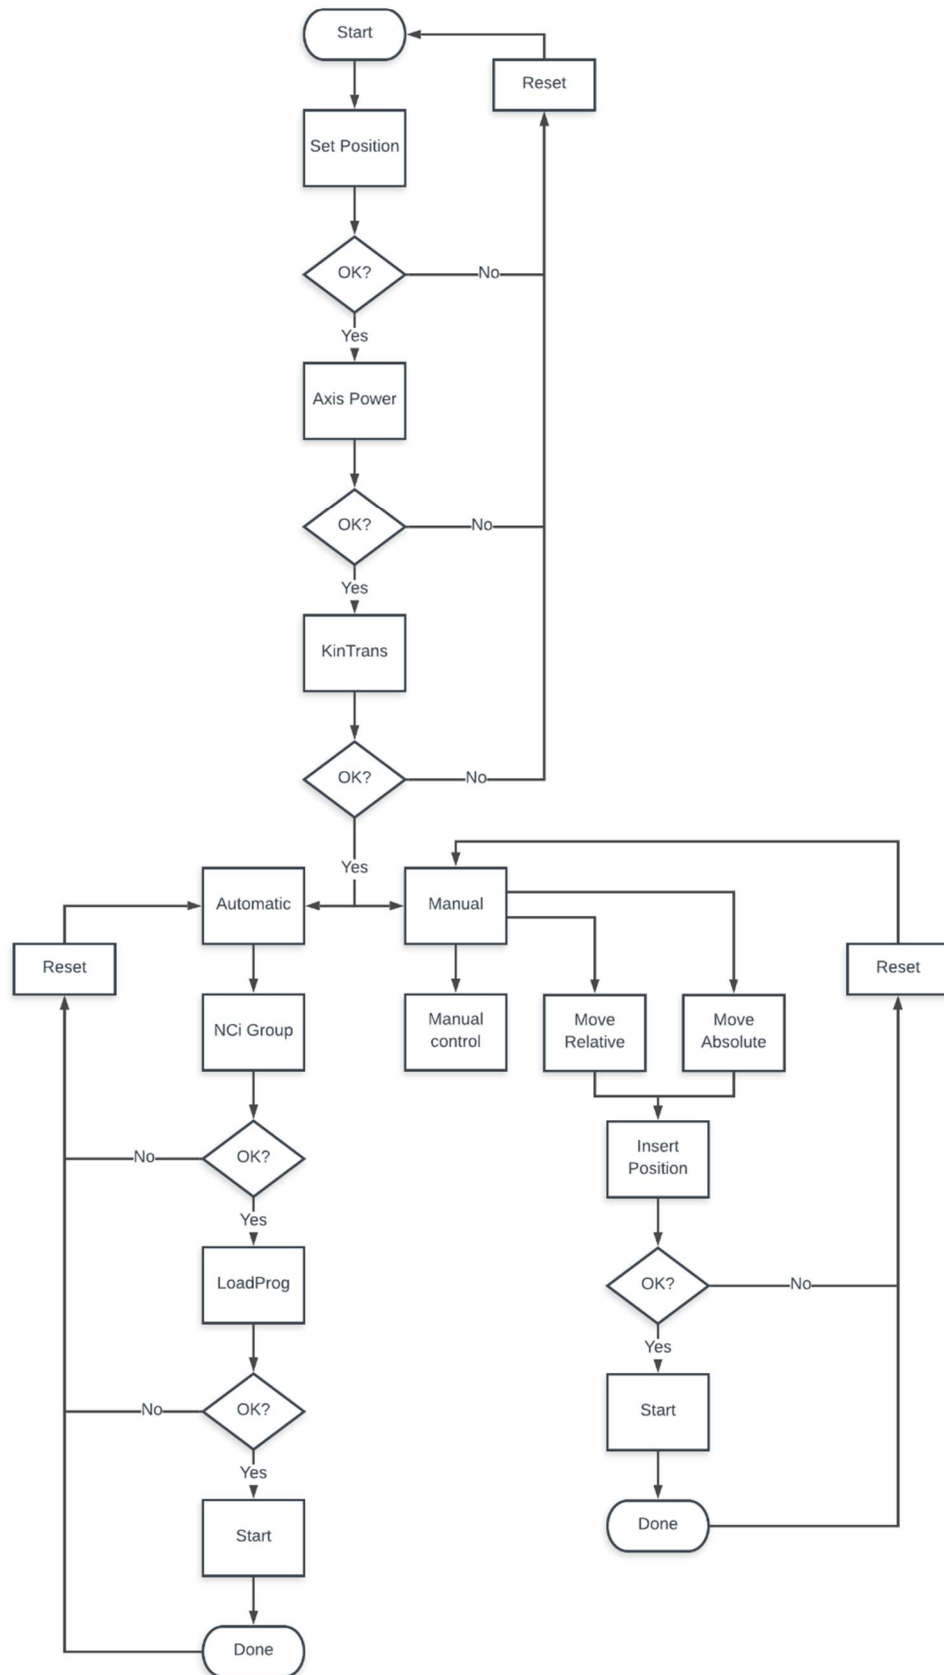 Start
Reset
Set Position
OK?
No
Yes
Axis Power
OK?
No
Yes
KinTrans
OK?
No
Yes
Automatic
Manual
Reset
Reset
NCi Group
Manual
control
Move
Relative
Move
Absolute
OK?
No
Yes
Insert
Position
LoadProg
OK?
No
Yes
OK?
No
Yes
Start
Start
Done
Done